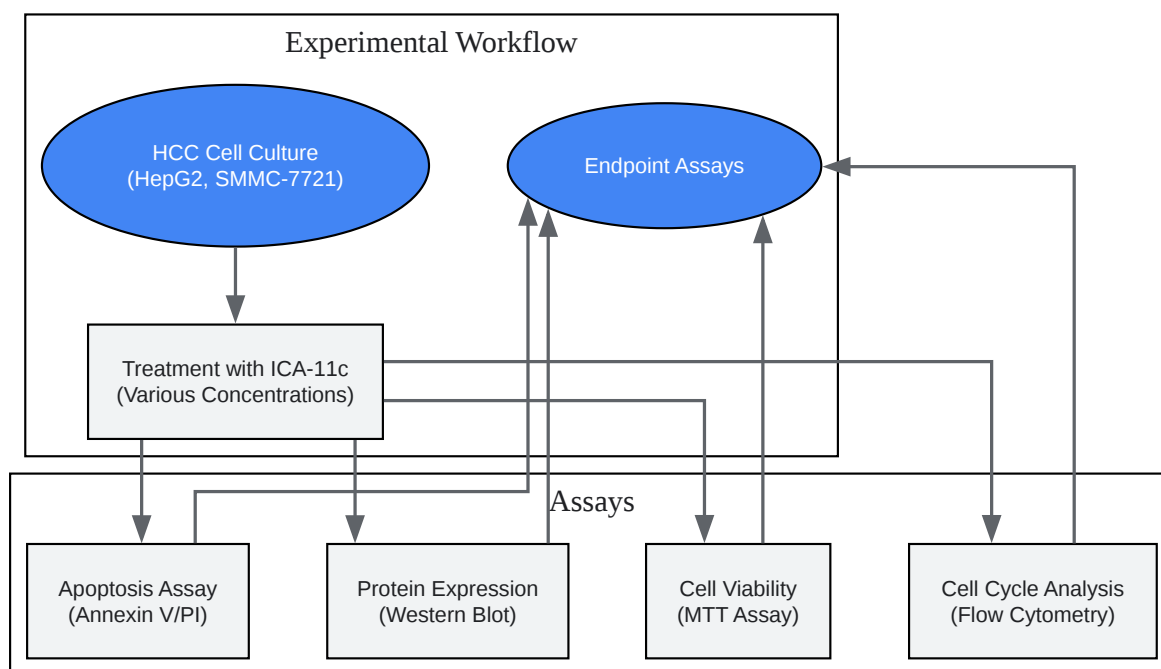 Experimental Workflow
HCC Cell Culture
(HepG2, SMMC-7721)
Endpoint Assays
Treatment with ICA-11c
(Various Concentrations)
Assays
Apoptosis Assay
(Annexin V/PI)
Protein Expression
(Western Blot)
Cell Viability
(MTT Assay)
Cell Cycle Analysis
(Flow Cytometry)